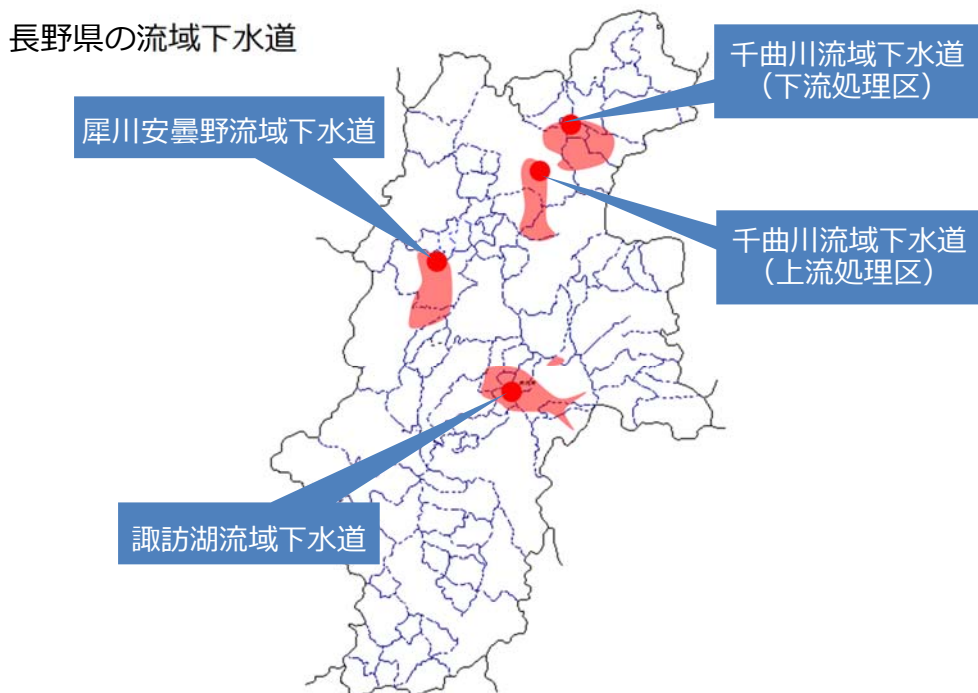 長野県の流域下水道
千曲川流域下水道
（下流処理区）
犀川安曇野流域下水道
千曲川流域下水道
（上流処理区）
諏訪湖流域下水道